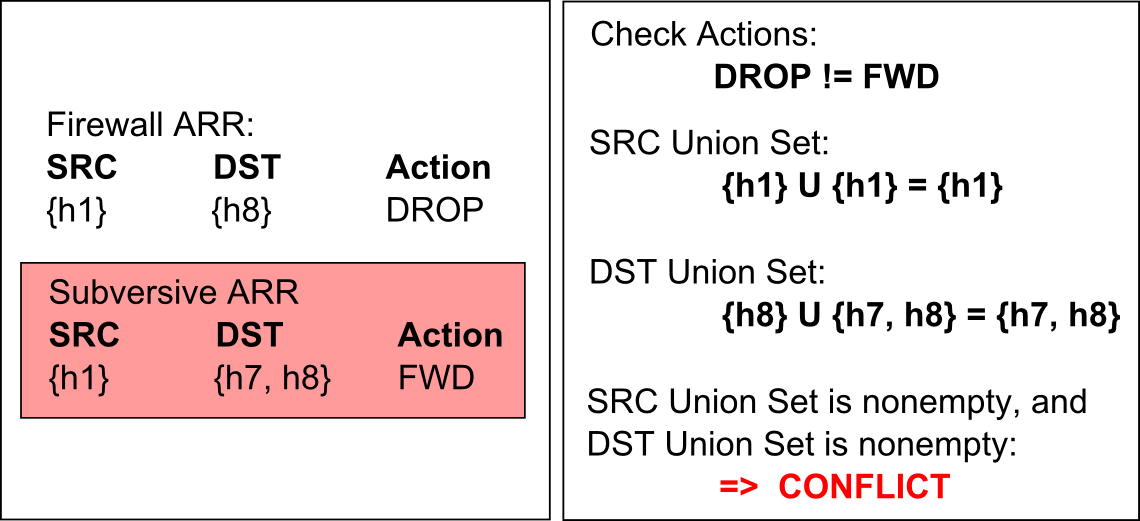 Firewall ARR:
SRC DST Action
{h1} {h8} DROP
Subversive ARR
SRC DST Action
{h1} {h7, h8} FWD
Check Actions:
DROP != FWD
SRC Union Set:
{h1} U {h1} = {h1}
DST Union Set:
{h8} U {h7, h8} = {h7, h8}
SRC Union Set is nonempty, and
DST Union Set is nonempty:
=> CONFLICT